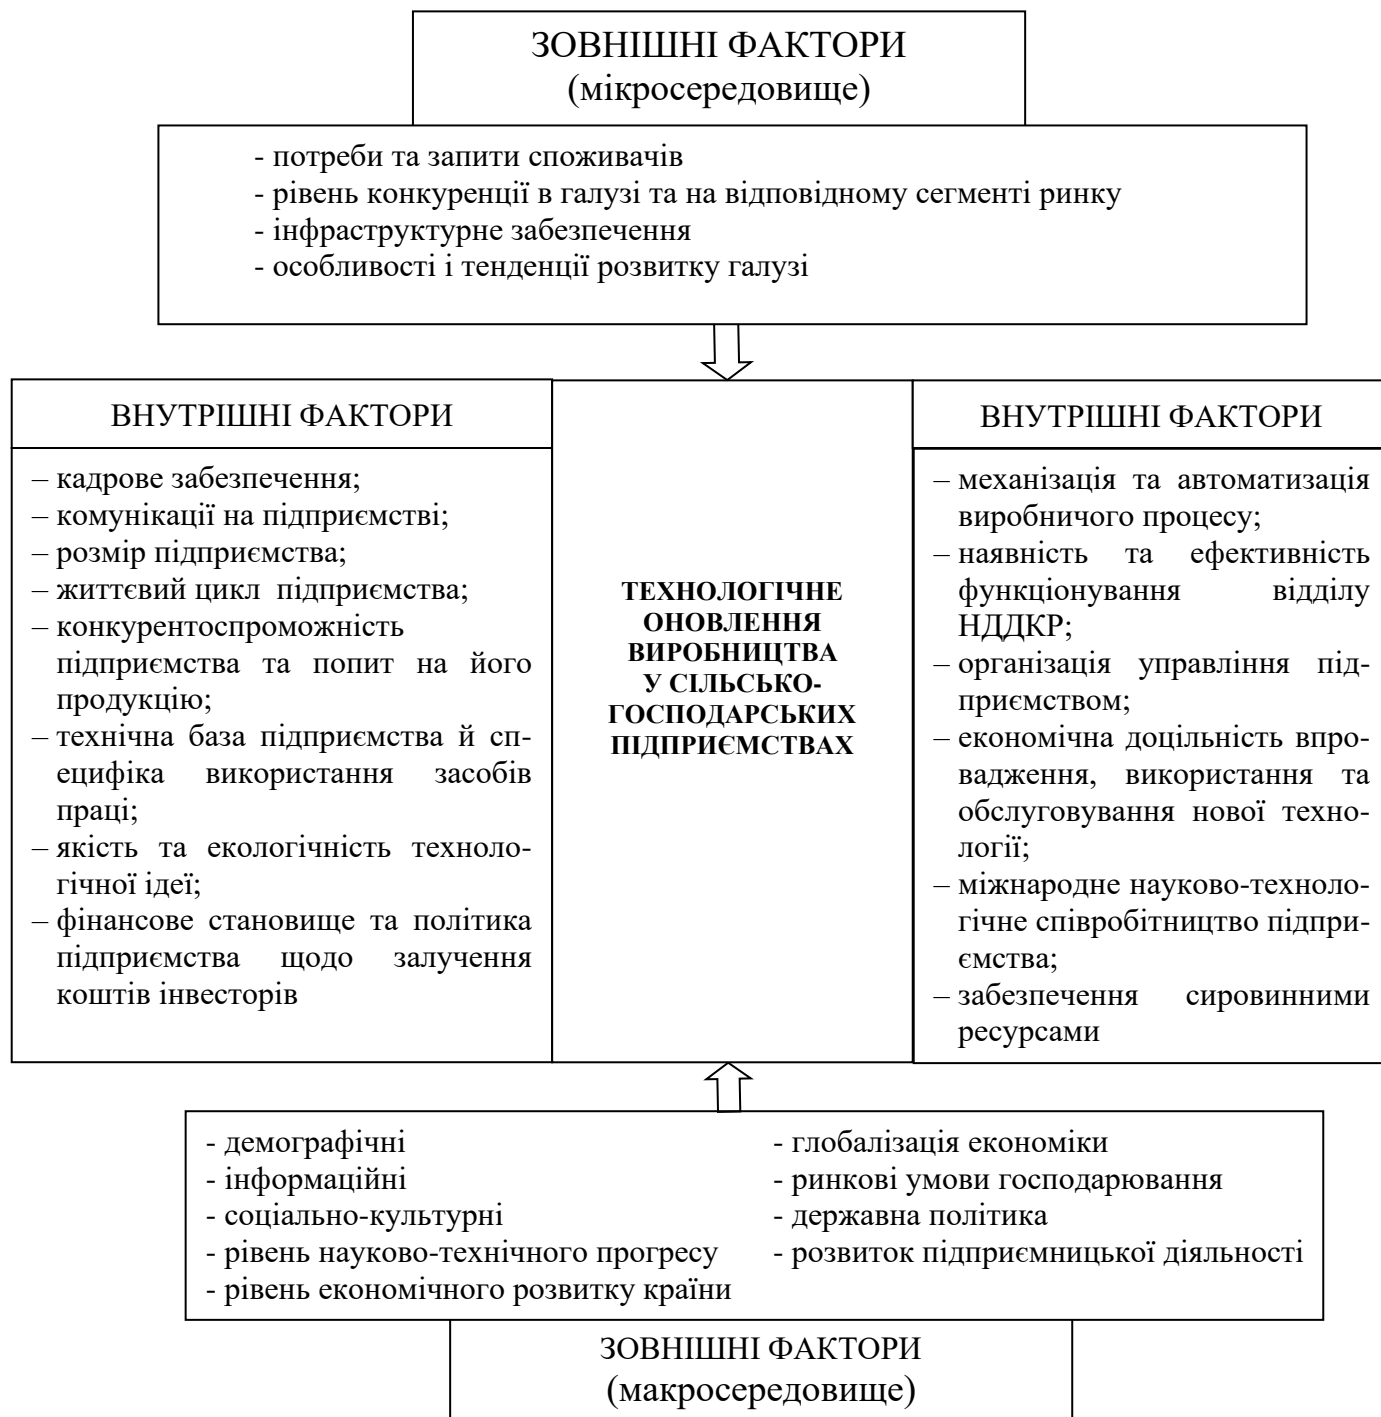 ЗОВНІШНІ ФАКТОРИ
(мікросередовище)
- потреби та запити споживачів
- рівень конкуренції в галузі та на відповідному сегменті ринку
- інфраструктурне забезпечення
- особливості і тенденції розвитку галузі
ВНУТРІШНІ ФАКТОРИ
– кадрове забезпечення;
– комунікації на підприємстві;
– розмір підприємства;
– життєвий цикл підприємства;
– конкурентоспроможність
підприємства та попит на його
продукцію;
– технічна база підприємства й сп-
ецифіка використання засобів
праці;
– якість та екологічність техноло-
гічної ідеї;
– фінансове становище та політика
підприємства щодо залучення
коштів інвесторів
ТЕХНОЛОГІЧНЕ
ОНОВЛЕННЯ
ВИРОБНИЦТВА
У СІЛЬСЬКО-
ГОСПОДАРСЬКИХ
ПІДПРИЄМСТВАХ
ВНУТРІШНІ ФАКТОРИ
– механізація та автоматизація
виробничого процесу;
– наявність та ефективність
функціонування відділу
НДДКР;
– організація управління під-
приємством;
– економічна доцільність впро-
вадження, використання та
обслуговування нової техно-
логії;
– міжнародне науково-техноло-
гічне співробітництво підпри-
ємства;
– забезпечення сировинними
ресурсами
- демографічні
- інформаційні
- соціально-культурні
- рівень науково-технічного прогресу
- рівень економічного розвитку країни
- глобалізація економіки
- ринкові умови господарювання
- державна політика
- розвиток підприємницької діяльності
ЗОВНІШНІ ФАКТОРИ
(макросередовище)